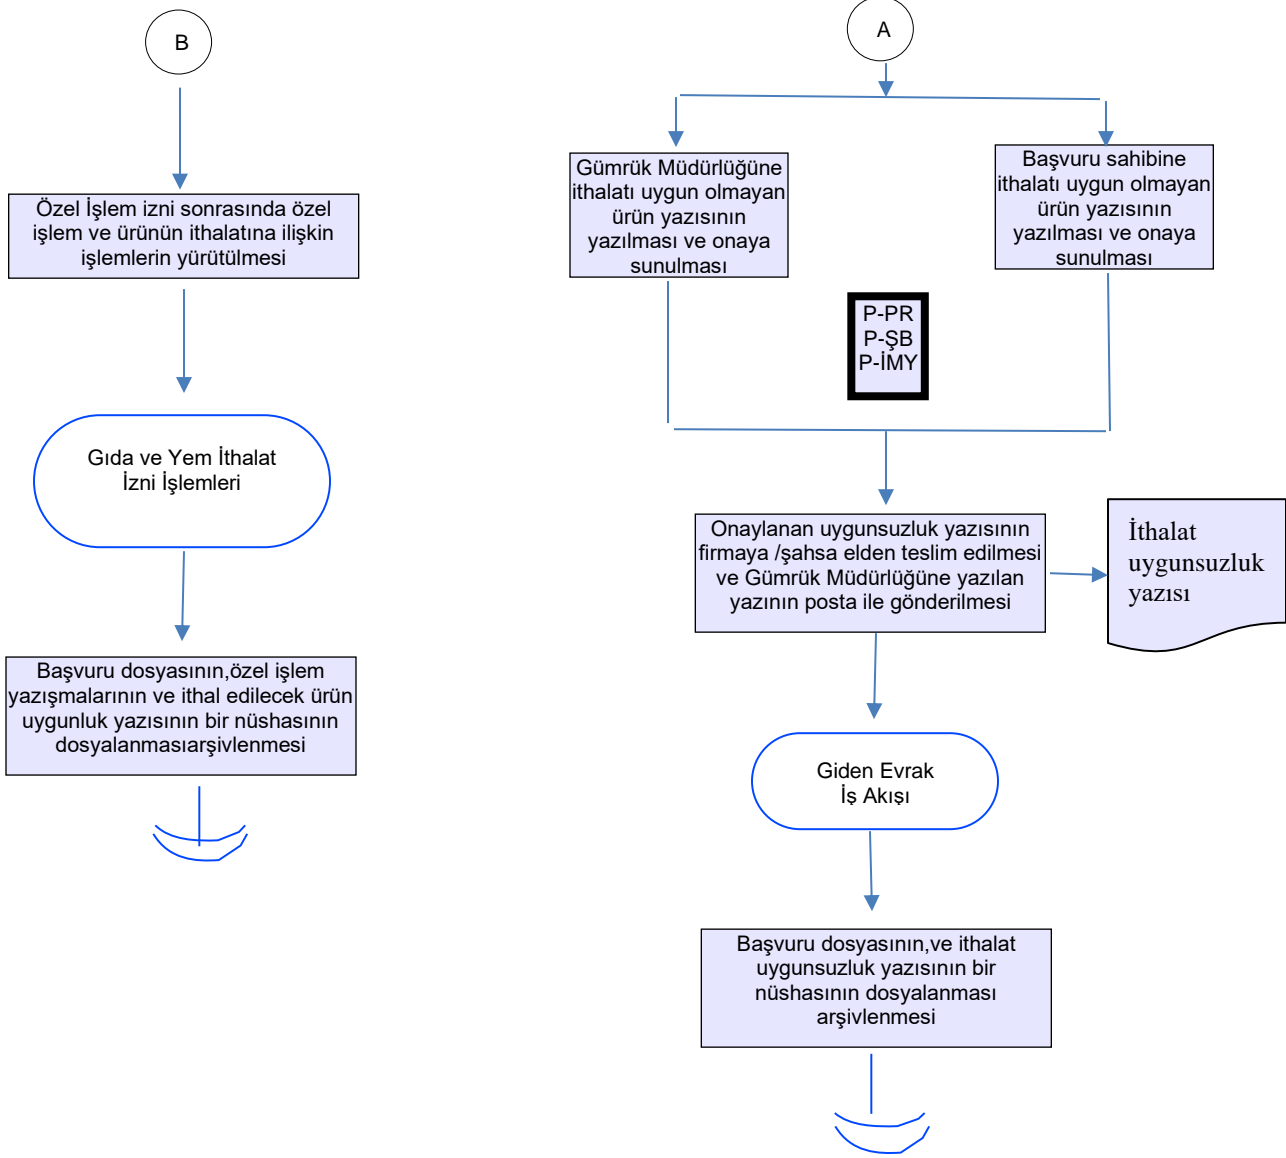 B
Özel İşlem izni sonrasında özel
işlem ve ürünün ithalatına ilişkin
işlemlerin yürütülmesi
Gıda ve Yem İthalat
İzni İşlemleri
Başvuru dosyasının,özel işlem
yazışmalarının ve ithal edilecek ürün
uygunluk yazısının bir nüshasının
dosyalanmasıarşivlenmesi
A
Gümrük Müdürlüğüne
ithalatı uygun olmayan
ürün yazısının
yazılması ve onaya
sunulması
Başvuru sahibine
ithalatı uygun olmayan
ürün yazısının
yazılması ve onaya
sunulması
P-PR
P-ŞB
P-İMY
Onaylanan uygunsuzluk yazısının
firmaya /şahsa elden teslim edilmesi
ve Gümrük Müdürlüğüne yazılan
yazının posta ile gönderilmesi
İthalat
uygunsuzluk
yazısı
Giden Evrak
İş Akışı
Başvuru dosyasının,ve ithalat
uygunsuzluk yazısının bir
nüshasının dosyalanması
arşivlenmesi